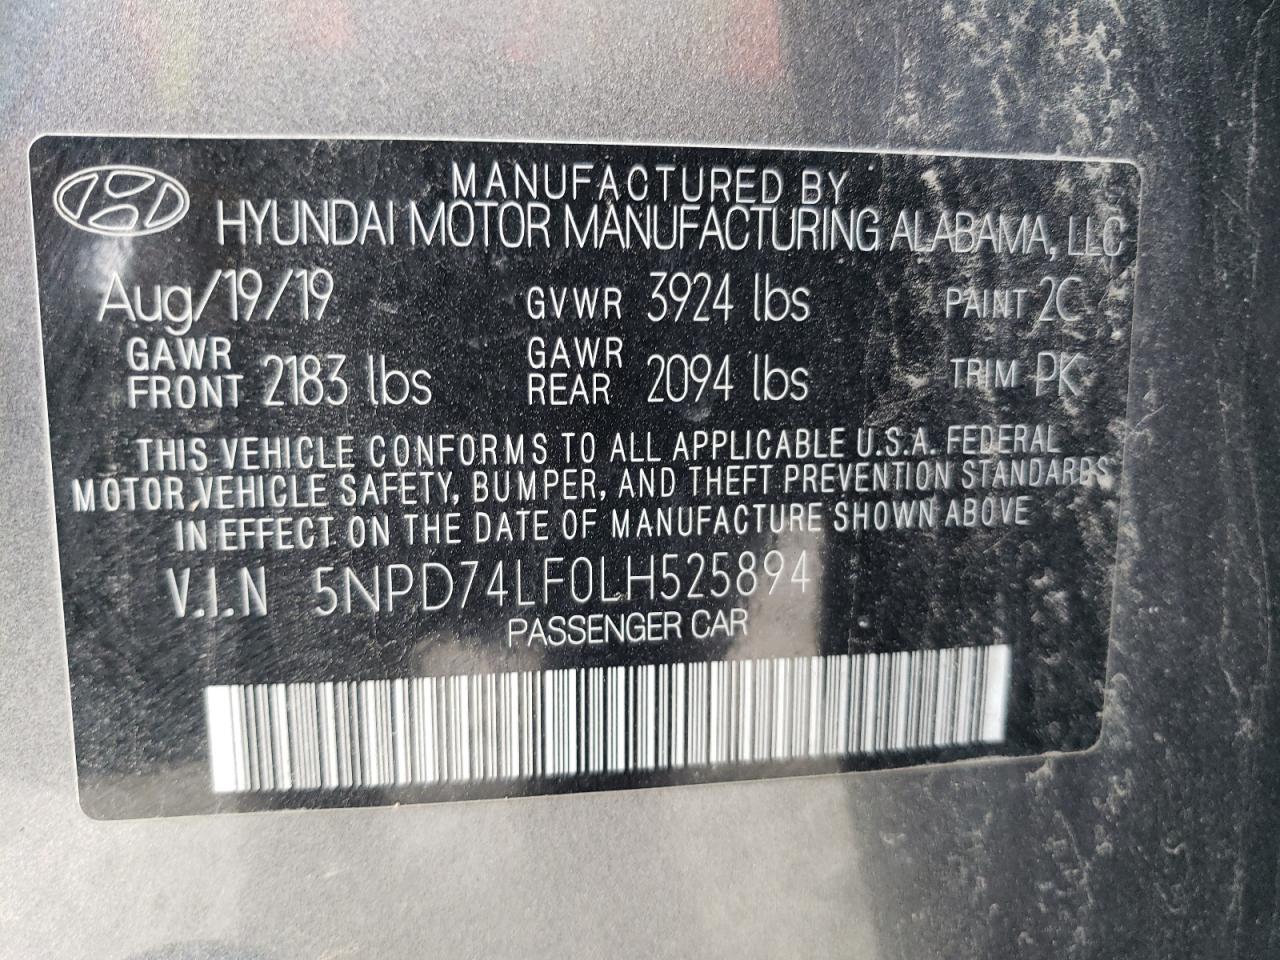 MANUFACTURED BY
HYUNDAI MOTOR MANUFACTURING ALABAMA, LLC
Aug/19/19 GVWR 3924 lbs PAINT 2C
GAWR FRONT 2183 lbs GAWR REAR 2094 lbs TRIM PK
THIS VEHICLE CONFORMS TO ALL APPLICABLE U.S.A. FEDERAL
MOTOR VEHICLE SAFETY, BUMPER, AND THEFT PREVENTION STANDARDS
IN EFFECT ON THE DATE OF MANUFACTURE SHOWN ABOVE
V.I.N 5NPD74LF0LH525894
PASSENGER CAR